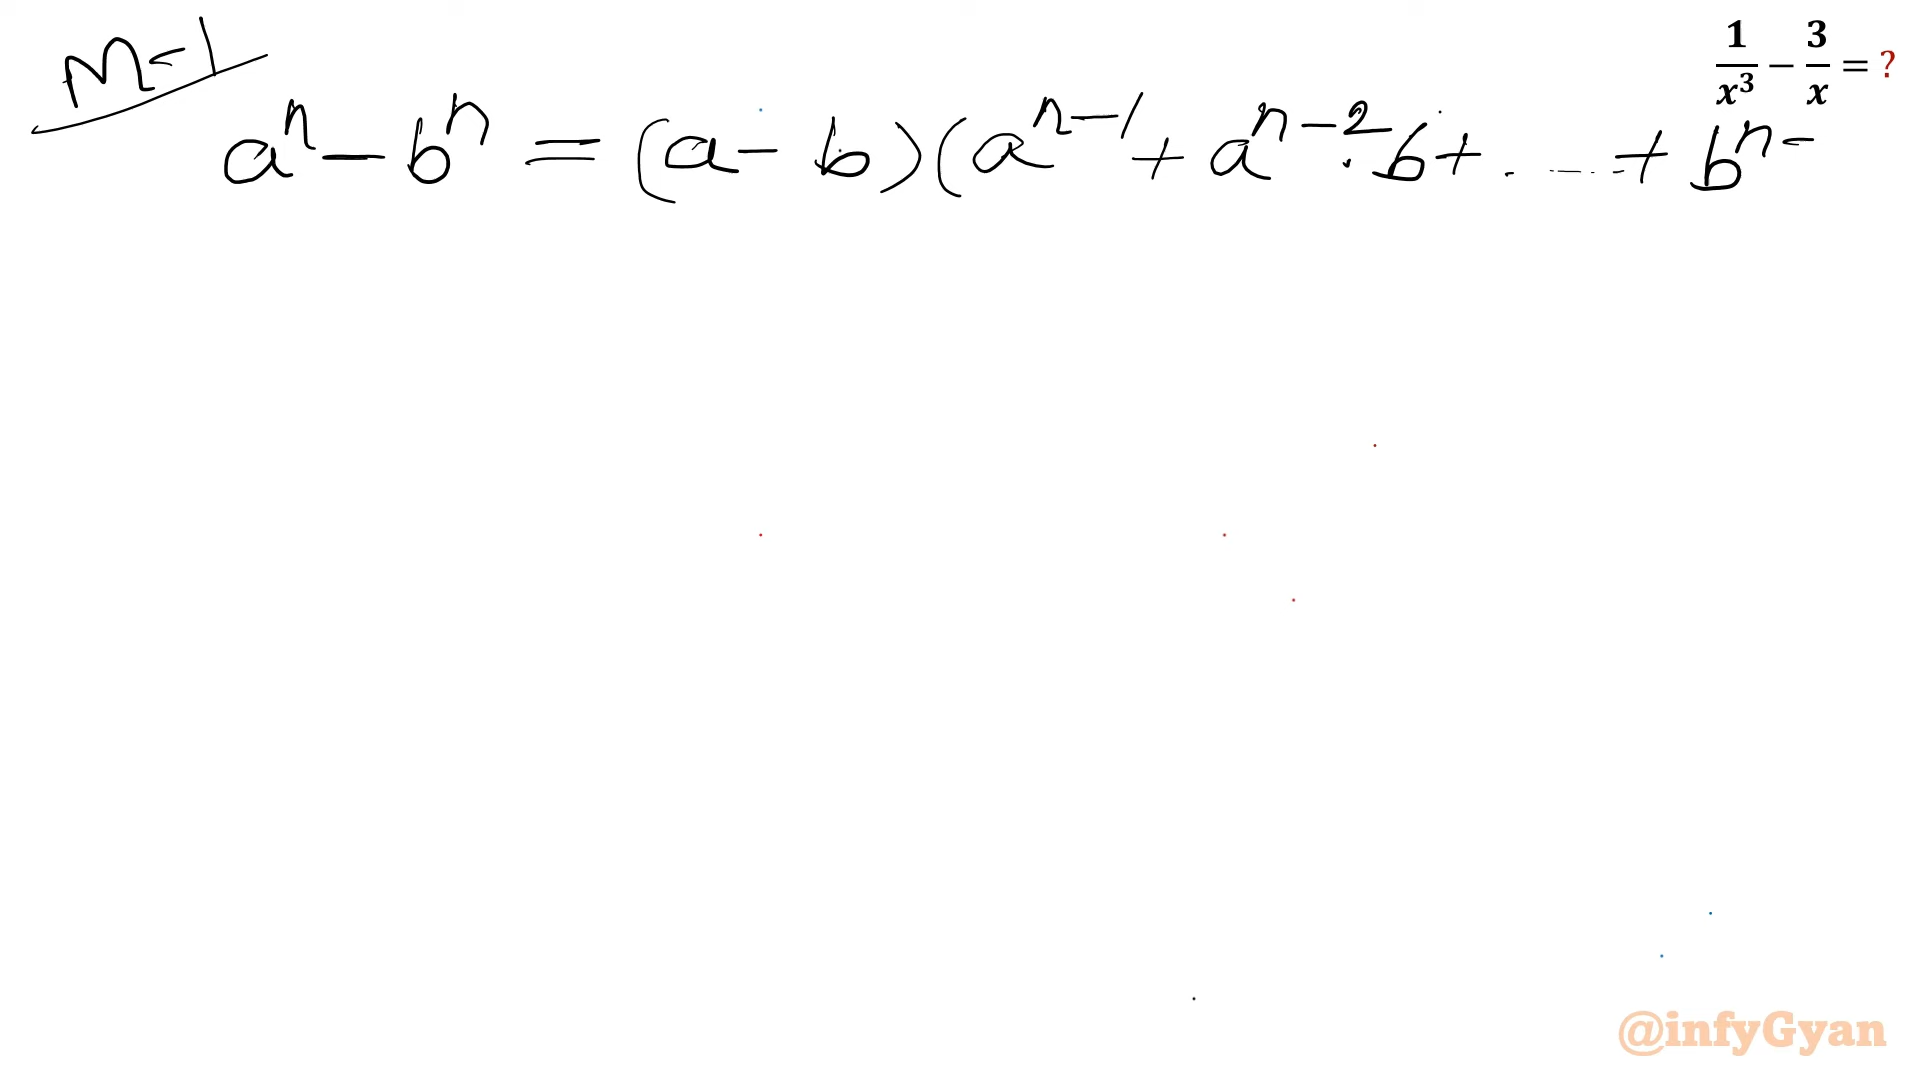 M-1
1/x³ − 3/x = ?
aⁿ − bⁿ = (a − b)(aⁿ⁻¹ + aⁿ⁻² · b + . .... + bⁿ⁻
@infyGyan